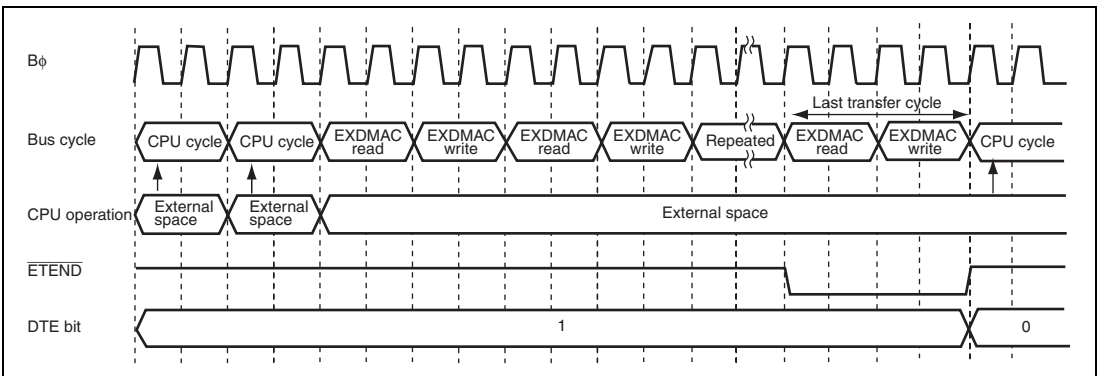 Bϕ
Last transfer cycle
Bus cycle
CPU cycle
CPU cycle
EXDMAC
read
EXDMAC
write
EXDMAC
read
EXDMAC
write
Repeated
EXDMAC
read
EXDMAC
write
CPU cycle
CPU operation
External
space
External
space
External space
ETEND
DTE bit
1
0